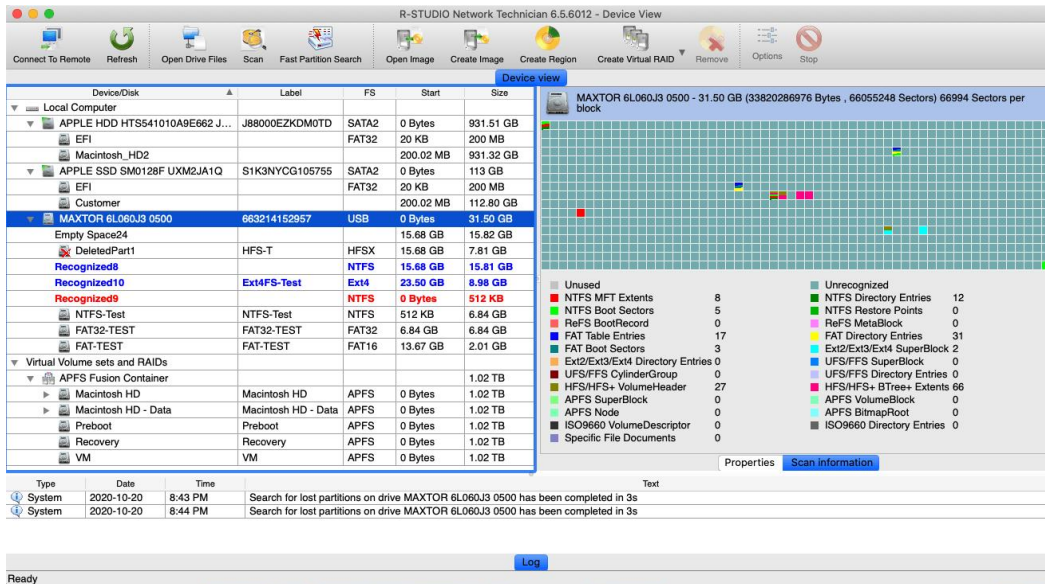 R-STUDIO Network Technician 6.5.6012 - Device View
Connect To Remote Refresh Open Drive Files Scan Fast Partition Search Open Image Create Image Create Region Create Virtual RAID Remove Options Stop
Device view
Device/Disk Label FS Start Size
Local Computer
APPLE HDD HTS541010A9E662 J... J88000EZKDM0TD SATA2 0 Bytes 931.51 GB
EFI FAT32 20 KB 200 MB
Macintosh_HD2 200.02 MB 931.32 GB
APPLE SSD SM0128F UXM2JA1Q S1K3NYCG105755 SATA2 0 Bytes 113 GB
EFI FAT32 20 KB 200 MB
Customer 200.02 MB 112.80 GB
MAXTOR 6L060J3 0500 663214152957 USB 0 Bytes 31.50 GB
Empty Space24 15.68 GB 15.82 GB
DeletedPart1 HFS-T HFSX 15.68 GB 7.81 GB
Recognized8 NTFS 15.68 GB 15.81 GB
Recognized10 Ext4FS-Test Ext4 23.50 GB 8.98 GB
Recognized9 NTFS 0 Bytes 512 KB
NTFS-Test NTFS-Test NTFS 512 KB 6.84 GB
FAT32-TEST FAT32-TEST FAT32 6.84 GB 6.84 GB
FAT-TEST FAT-TEST FAT16 13.67 GB 2.01 GB
Virtual Volume sets and RAIDs
APFS Fusion Container 1.02 TB
Macintosh HD Macintosh HD APFS 0 Bytes 1.02 TB
Macintosh HD - Data Macintosh HD - Data APFS 0 Bytes 1.02 TB
Preboot Preboot APFS 0 Bytes 1.02 TB
Recovery Recovery APFS 0 Bytes 1.02 TB
VM VM APFS 0 Bytes 1.02 TB
MAXTOR 6L060J3 0500 - 31.50 GB (33820286976 Bytes , 66055248 Sectors) 66994 Sectors per
block
Unused Unrecognized
NTFS MFT Extents 8 NTFS Directory Entries 12
NTFS Boot Sectors 5 NTFS Restore Points 0
ReFS BootRecord 0 ReFS MetaBlock 0
FAT Table Entries 17 FAT Directory Entries 31
FAT Boot Sectors 3 Ext2/Ext3/Ext4 SuperBlock 2
Ext2/Ext3/Ext4 Directory Entries 0 UFS/FFS SuperBlock 0
UFS/FFS CylinderGroup 0 UFS/FFS Directory Entries 0
HFS/HFS+ VolumeHeader 27 HFS/HFS+ BTree+ Extents 66
APFS SuperBlock 0 APFS VolumeBlock 0
APFS Node 0 APFS BitmapRoot 0
ISO9660 VolumeDescriptor 0 ISO9660 Directory Entries 0
Specific File Documents 0
Properties Scan information
Type Date Time Text
System 2020-10-20 8:43 PM Search for lost partitions on drive MAXTOR 6L060J3 0500 has been completed in 3s
System 2020-10-20 8:44 PM Search for lost partitions on drive MAXTOR 6L060J3 0500 has been completed in 3s
Log
Ready